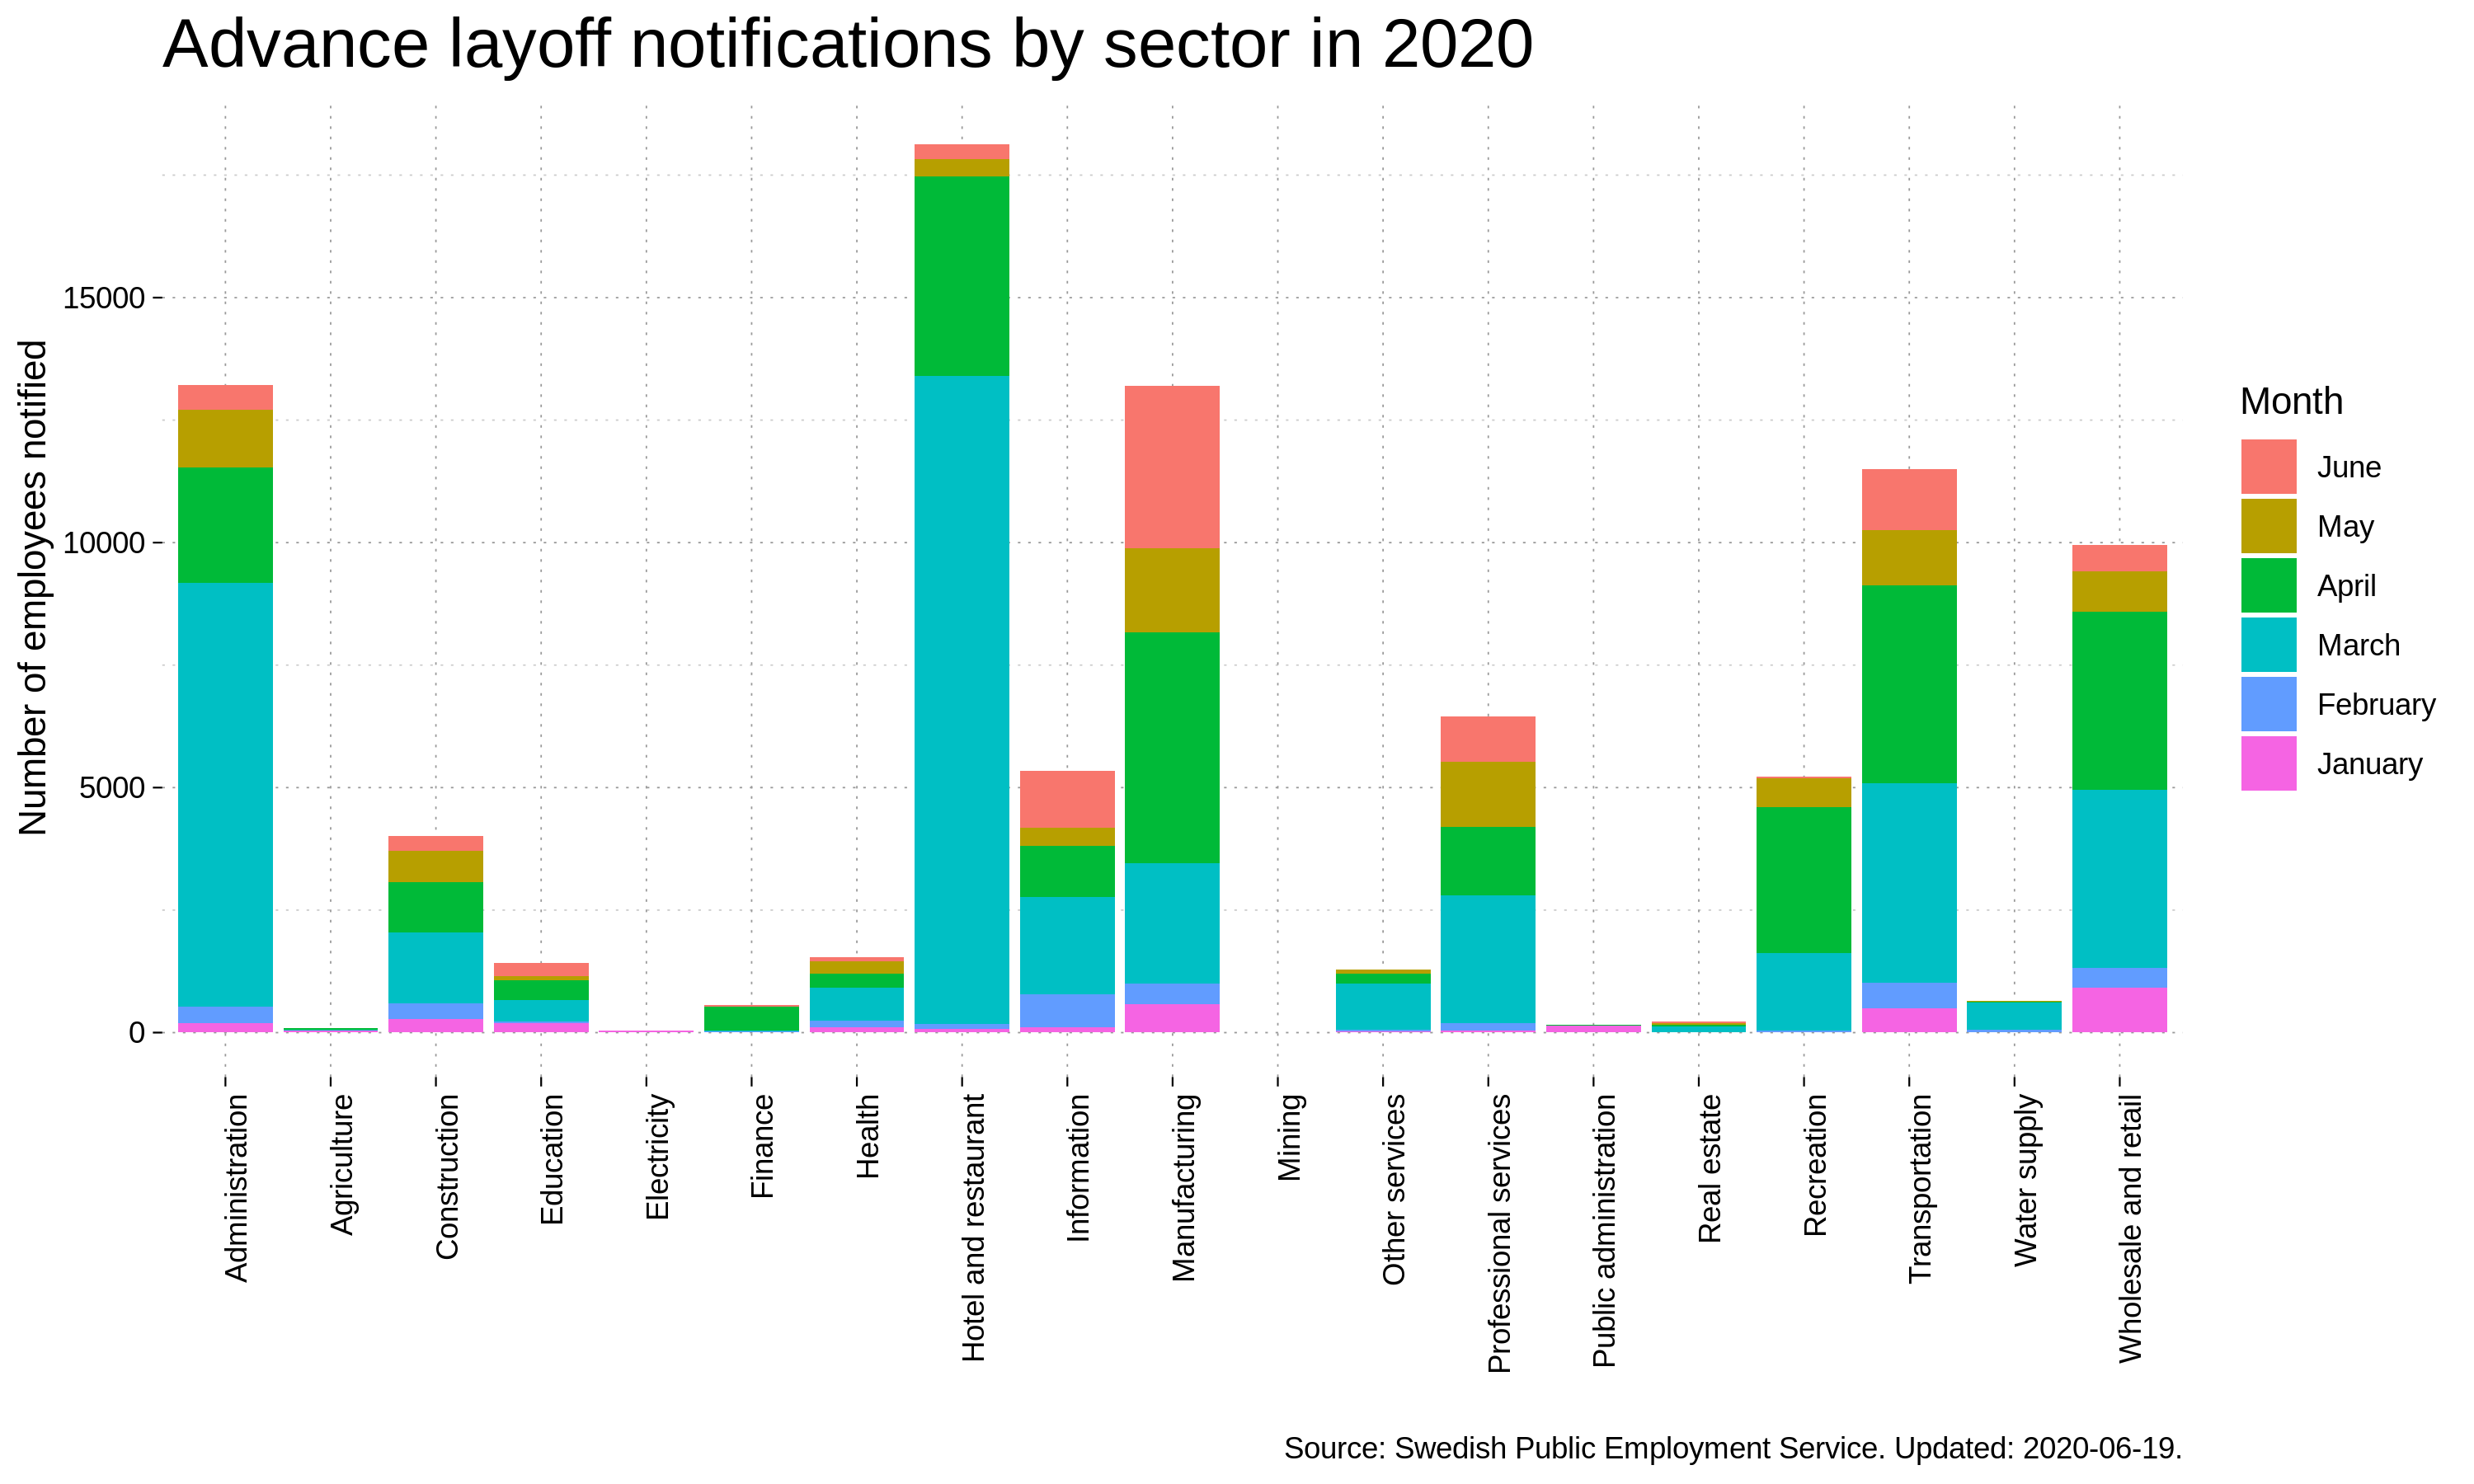 Advance layoff notifications by sector in 2020
Number of employees notified
15000
10000
5000
0
Administration
Agriculture
Construction
Education
Electricity
Finance
Health
Hotel and restaurant
Information
Manufacturing
Mining
Other services
Professional services
Public administration
Real estate
Recreation
Transportation
Water supply
Wholesale and retail
Month
June
May
April
March
February
January
Source: Swedish Public Employment Service. Updated: 2020-06-19.